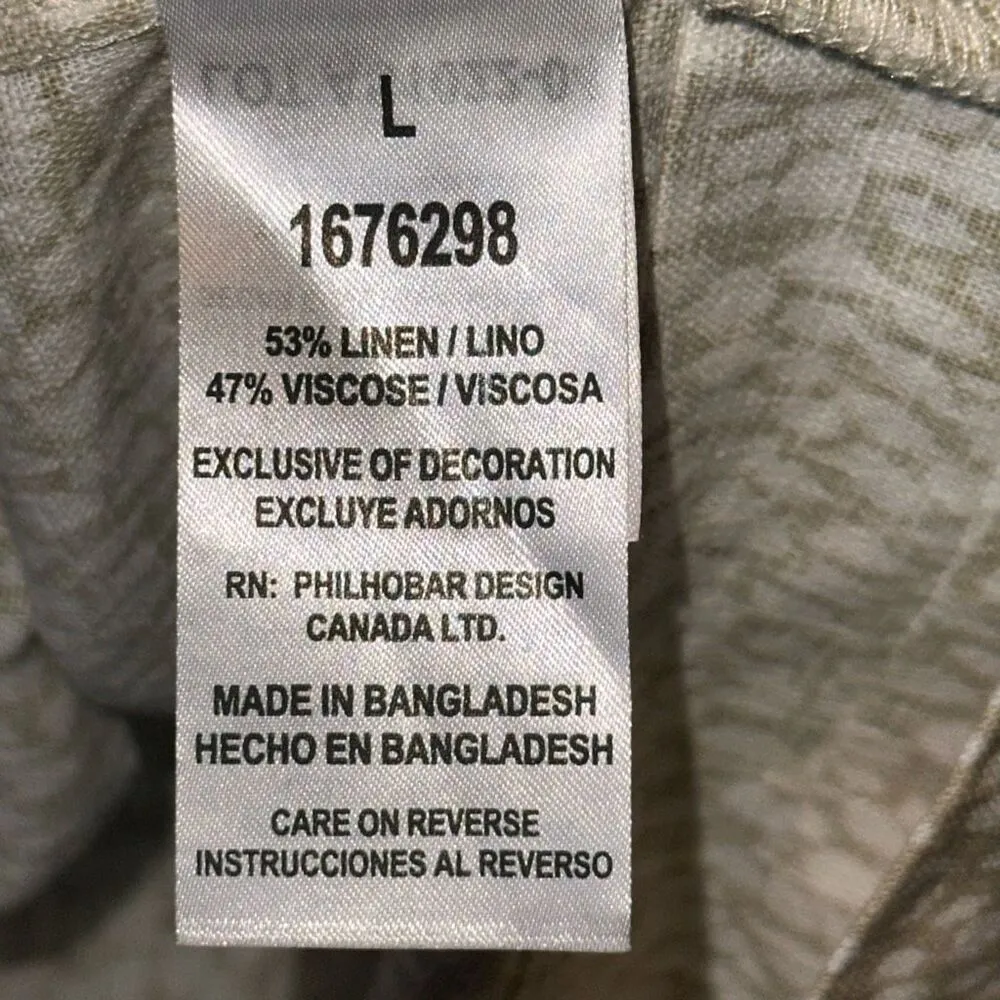 L
1676298
53% LINEN / LINO
47% VISCOSE / VISCOSA
EXCLUSIVE OF DECORATION
EXCLUYE ADORNOS
RN: PHILHOBAR DESIGN
CANADA LTD.
MADE IN BANGLADESH
HECHO EN BANGLADESH
CARE ON REVERSE
INSTRUCCIONES AL REVERSO